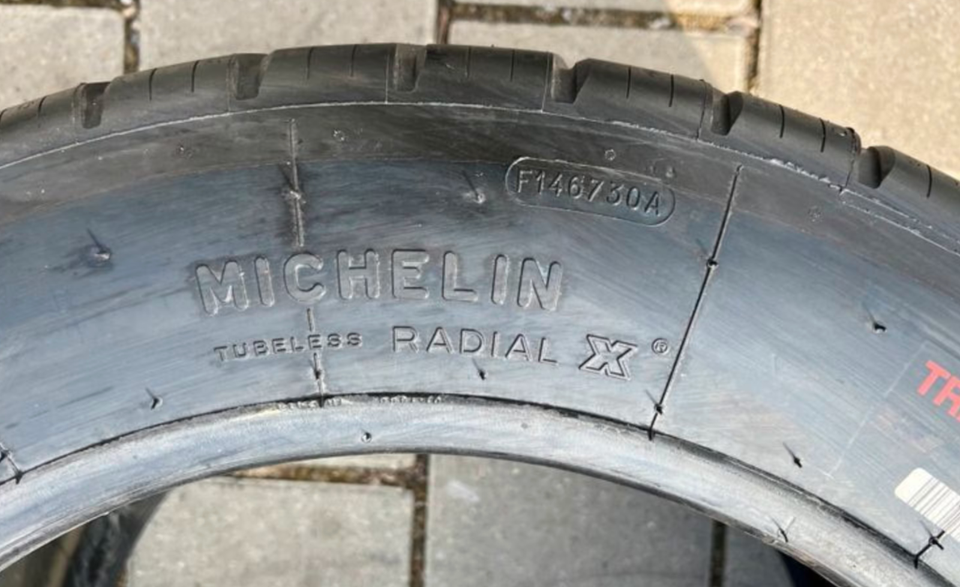 F146730A
MICHELIN
TUBELESS RADIAL X®